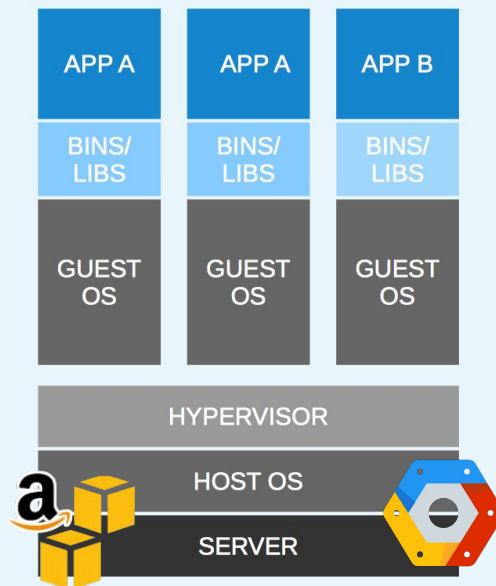 APP A
APP A
APP B
BINS/
LIBS
BINS/
LIBS
BINS/
LIBS
GUEST
OS
GUEST
OS
GUEST
OS
HYPERVISOR
HOST OS
a
SERVER